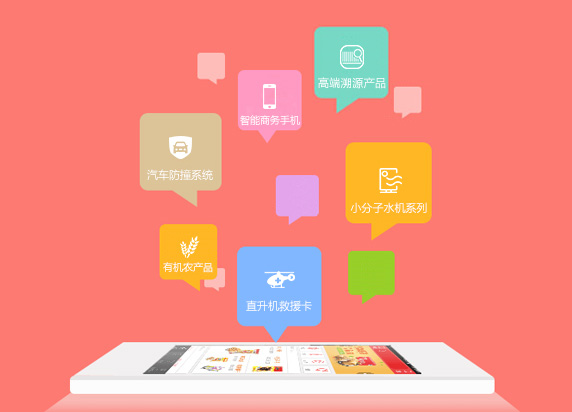 高端溯源产品
智能商务手机
汽车防撞系统
小分子水机系列
有机农产品
直升机救援卡